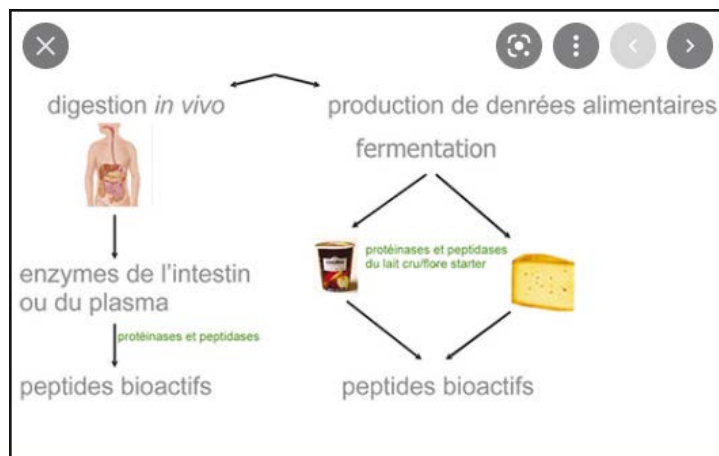 digestion in vivo
production de denrées alimentaires
fermentation
protéinases et peptidases
du lait cru/flore starter
enzymes de l'intestin
ou du plasma
protéinases et peptidases
peptides bioactifs
peptides bioactifs